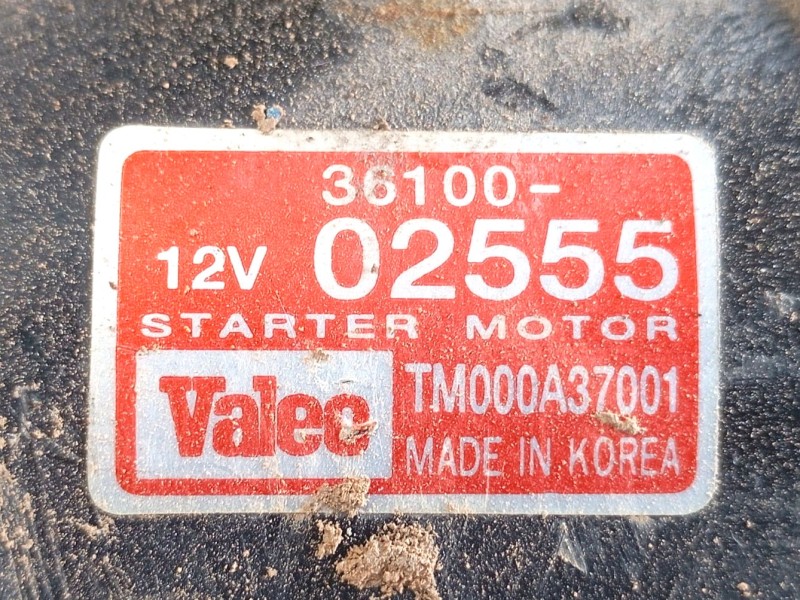 36100-
12V 02555
STARTER MOTOR
Valeo
TM000A37001
MADE IN KOREA